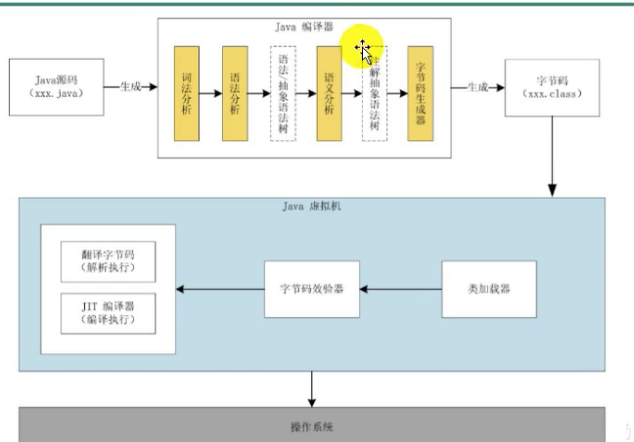 Java 编译器
Java源码
(xxx.java)
生成
词法分析
语法分析
语法/抽象语法树
语义分析
解抽象语法树
字节码生成器
生成
字节码
(xxx.class)
Java 虚拟机
翻译字节码
(解析执行)
JIT 编译器
(编译执行)
字节码效验器
类加载器
操作系统